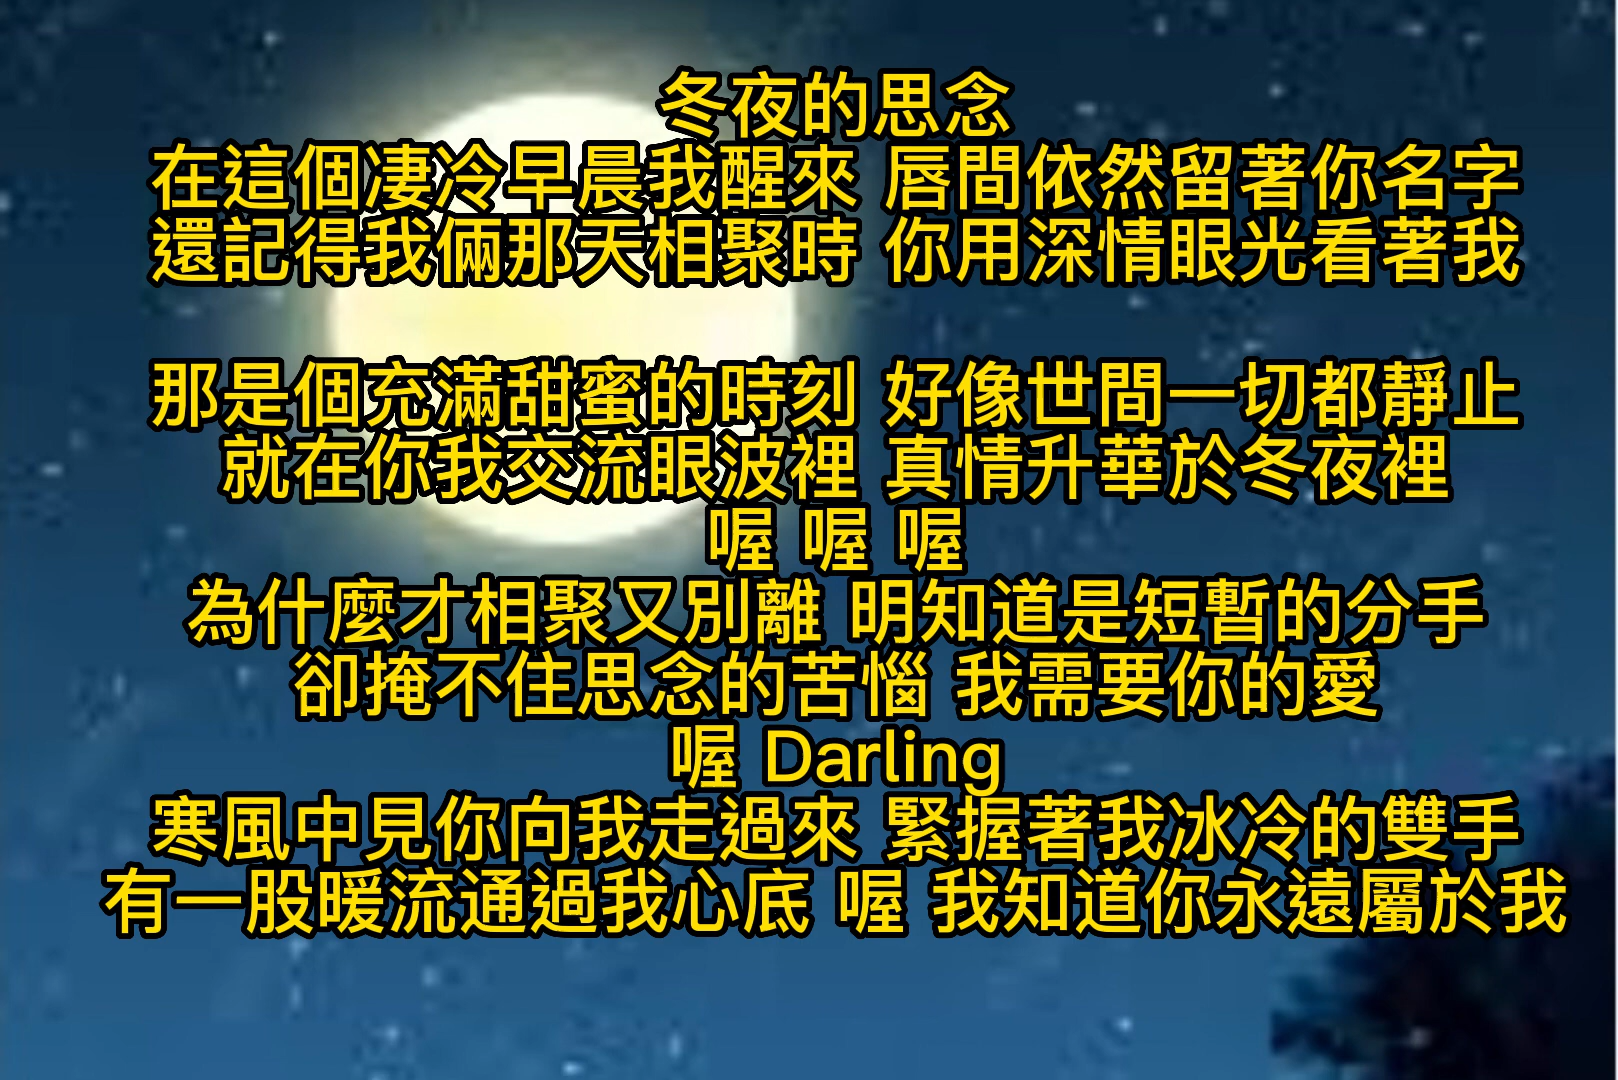 冬夜的思念
在這個凄冷早晨我醒來 唇間依然留著你名字
還記得我倆那天相聚時 你用深情眼光看著我
那是個充滿甜蜜的時刻 好像世間一切都靜止
就在你我交流眼波裡 真情升華於冬夜裡
喔 喔 喔
為什麼才相聚又別離 明知道是短暫的分手
卻掩不住思念的苦惱 我需要你的愛
喔 Darling
寒風中見你向我走過來 緊握著我冰冷的雙手
有一股暖流通過我心底 喔 我知道你永遠屬於我